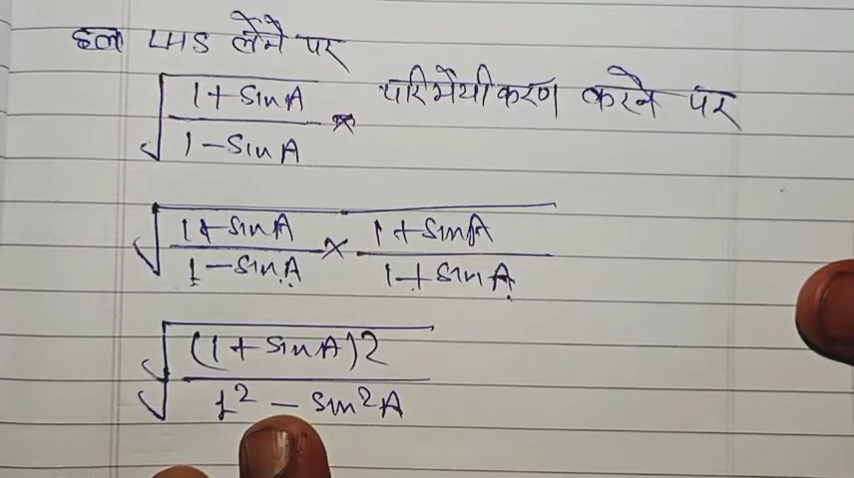 हल LHS लेंने पर
√(1+sinA / 1-sinA) × परिमेयीकरण करने पर
√(1+sinA / 1-sinA × 1+sinA / 1+sinA)
√((1+sinA)2 / 1² - sin²A)